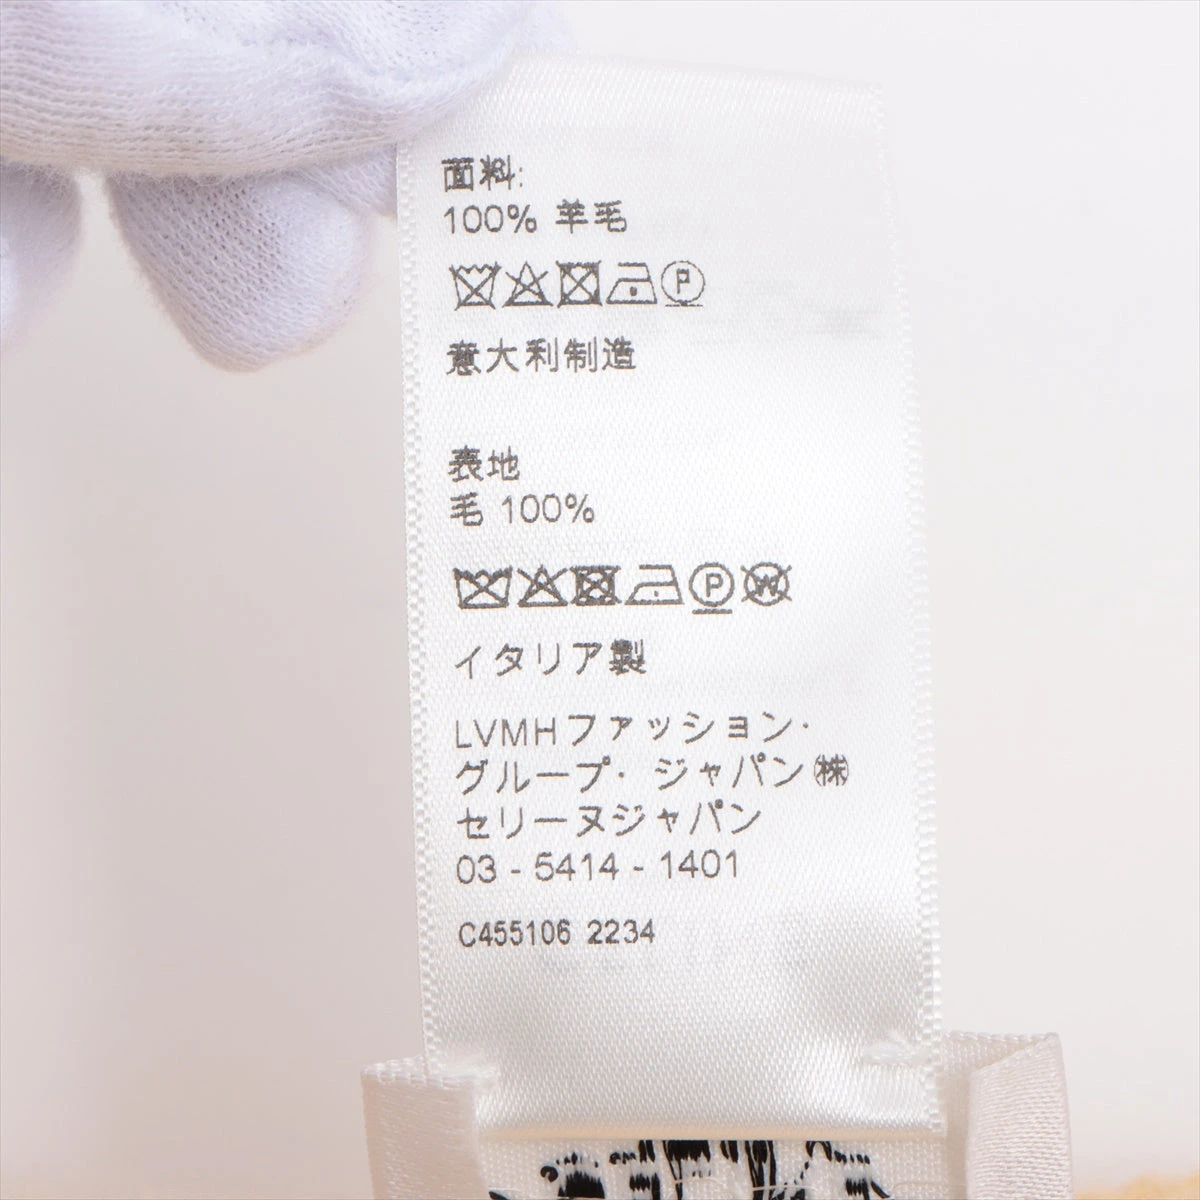 面料:
100% 羊毛
P
意大利制造
表地
毛 100%
P W
イタリア製
LVMHファッション・
グループ・ジャパン㈱
セリーヌジャパン
03 - 5414 - 1401
C455106 2234